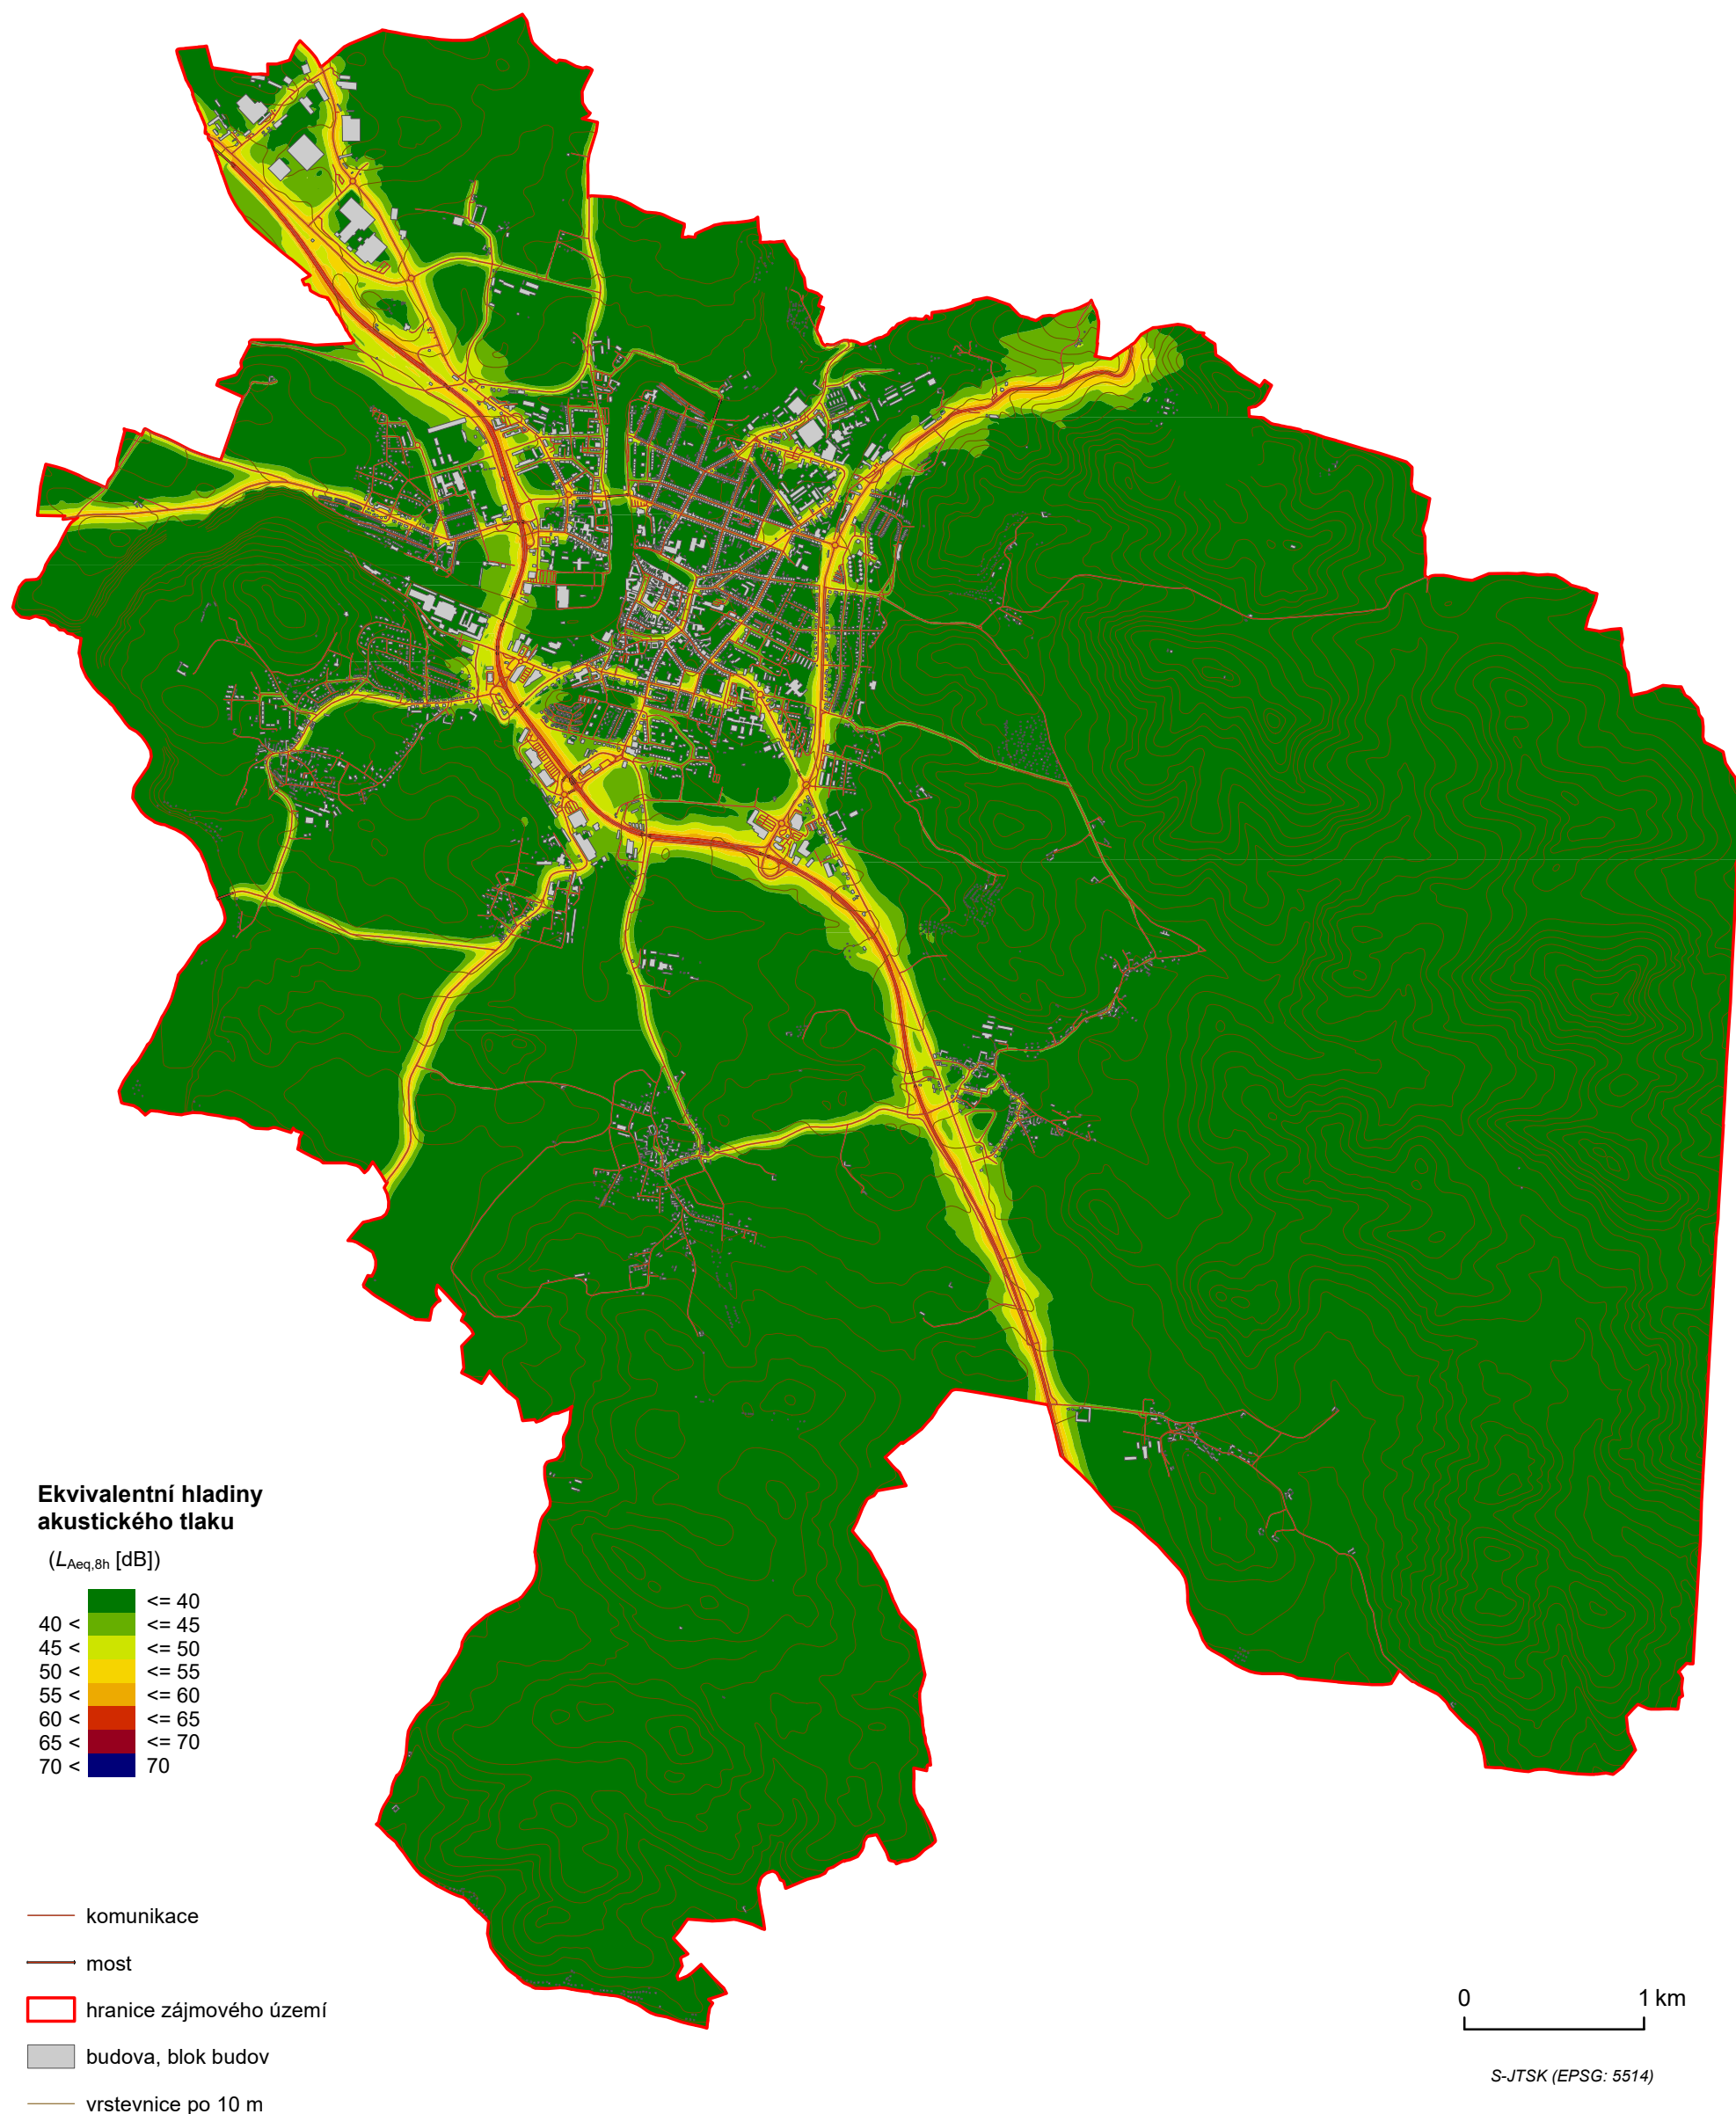 Ekvivalentní hladiny
akustického tlaku
(LAeq,8h [dB])
<= 40
40 < <= 45
45 < <= 50
50 < <= 55
55 < <= 60
60 < <= 65
65 < <= 70
70 < 70
komunikace
most
hranice zájmového území
budova, blok budov
vrstevnice po 10 m
0 1 km
S-JTSK (EPSG: 5514)